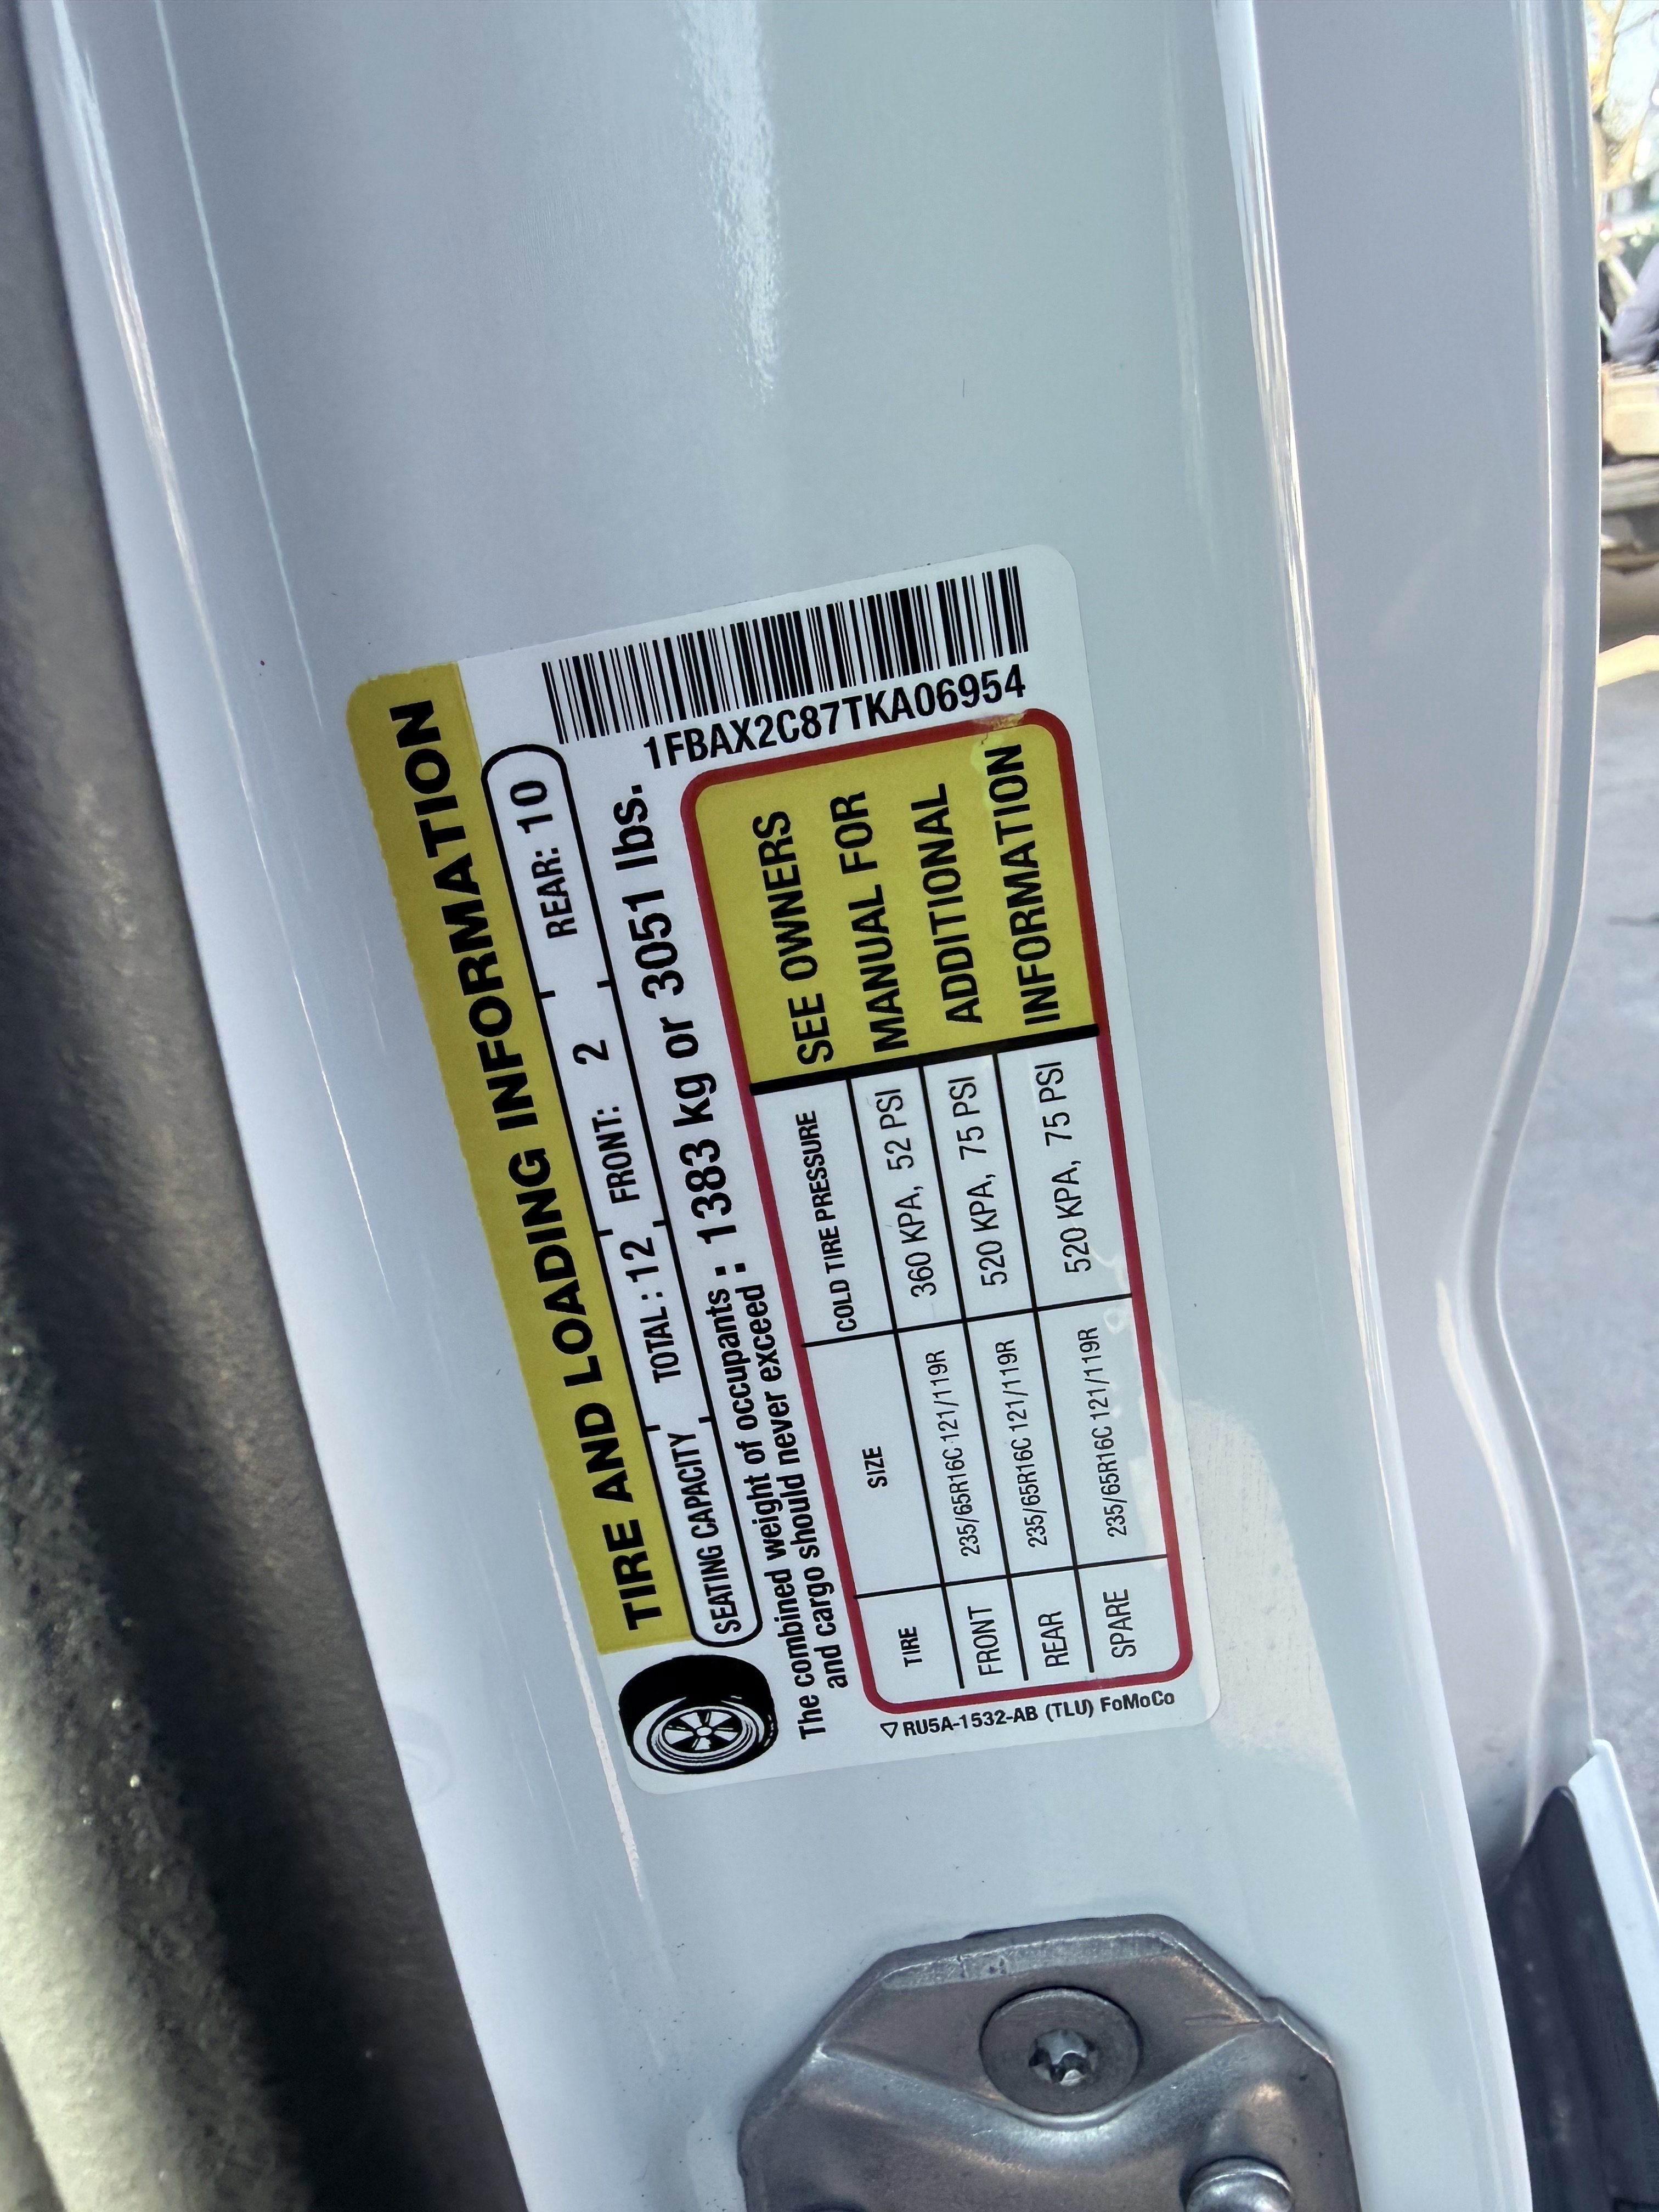 TIRE AND LOADING INFORMATION
SEATING CAPACITY TOTAL : 12 FRONT: 2 REAR: 10
The combined weight of occupants
and cargo should never exceed : 1383 kg or 3051 lbs.
1FBAX2C87TKA06954
TIRE SIZE COLD TIRE PRESSURE
FRONT 235/65R16C 121/119R 360 KPA, 52 PSI
REAR 235/65R16C 121/119R 520 KPA, 75 PSI
SPARE 235/65R16C 121/119R 520 KPA, 75 PSI
SEE OWNERS
MANUAL FOR
ADDITIONAL
INFORMATION
▽RU5A-1532-AB (TLU) FoMoCo